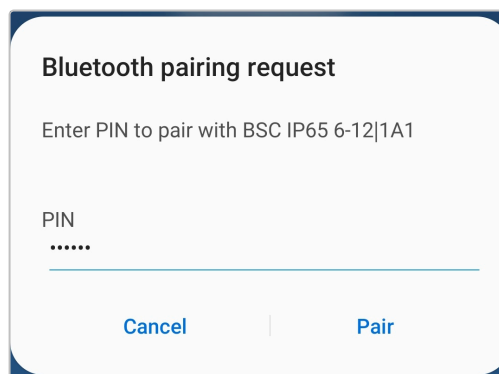 Bluetooth pairing request
Enter PIN to pair with BSC IP65 6-12|1A1
PIN
••••••
Cancel
Pair